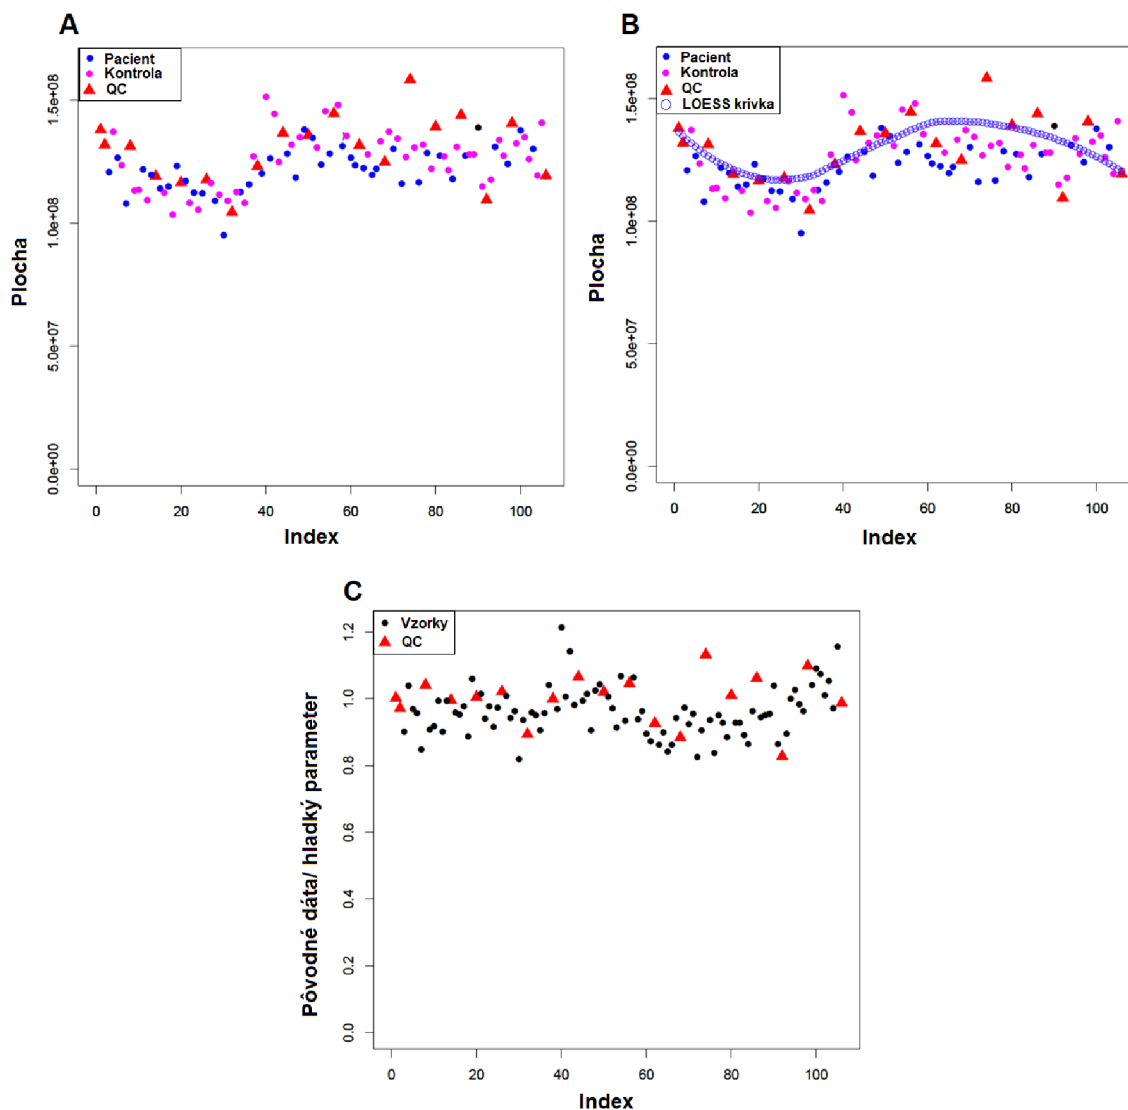 A
Pacient
Kontrola
QC
1.5e+08
1.0e+08
5.0e+07
0.0e+00
Plocha
0 20 40 60 80 100
Index
B
Pacient
Kontrola
QC
LOESS krivka
1.5e+08
1.0e+08
5.0e+07
0.0e+00
Plocha
0 20 40 60 80 100
Index
C
Vzorky
QC
1.2
1.0
0.8
0.6
0.4
0.2
0.0
Pôvodné dáta/ hladký parameter
0 20 40 60 80 100
Index